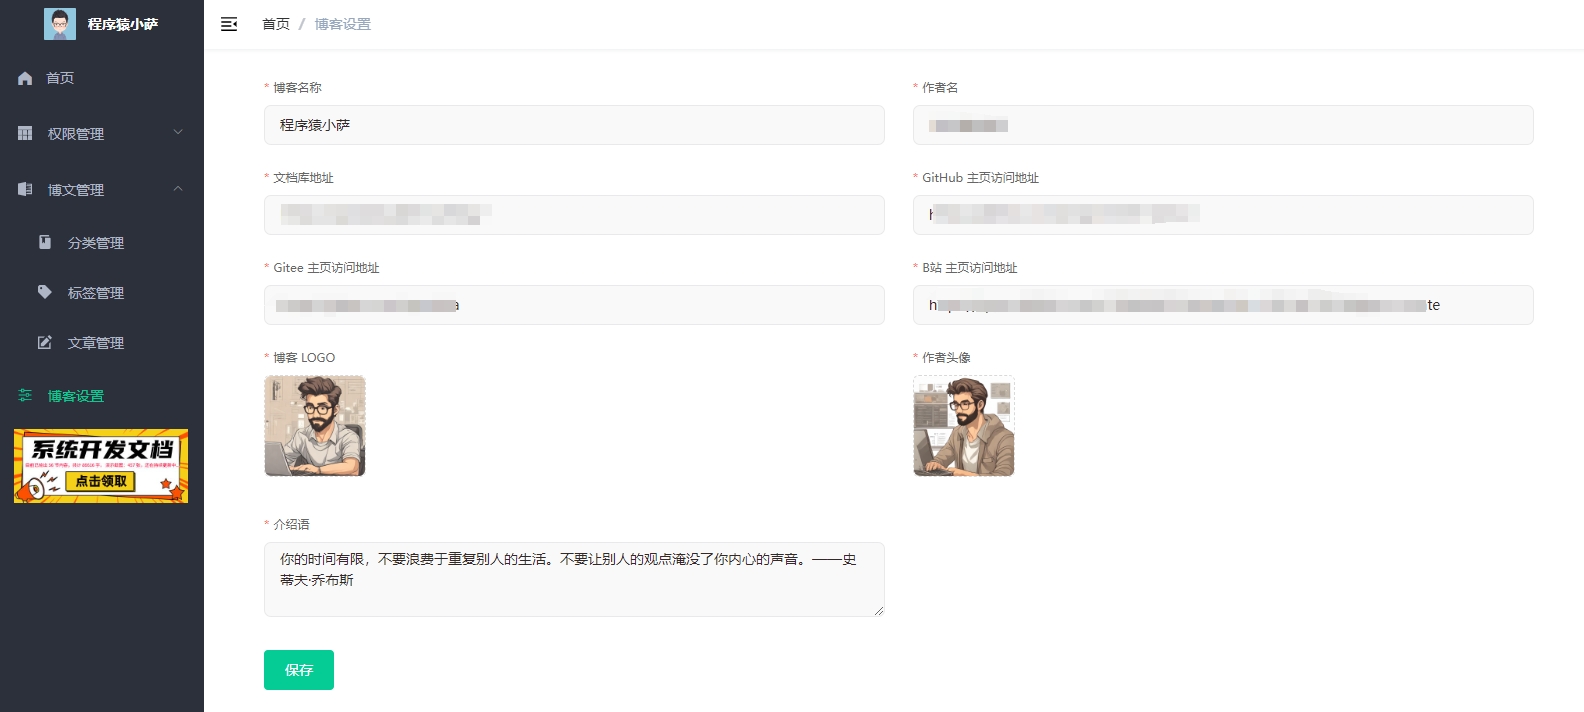 程序猿小萨
首页 / 博客设置
首页
权限管理
博文管理
分类管理
标签管理
文章管理
博客设置
系统开发文档
点击领取
* 博客名称
程序猿小萨
* 作者名
* 文档库地址
* GitHub 主页访问地址
h
* Gitee 主页访问地址
a
* B站 主页访问地址
h te
* 博客 LOGO
* 作者头像
* 介绍语
你的时间有限，不要浪费于重复别人的生活。不要让别人的观点淹没了你内心的声音。——史
蒂夫·乔布斯
保存